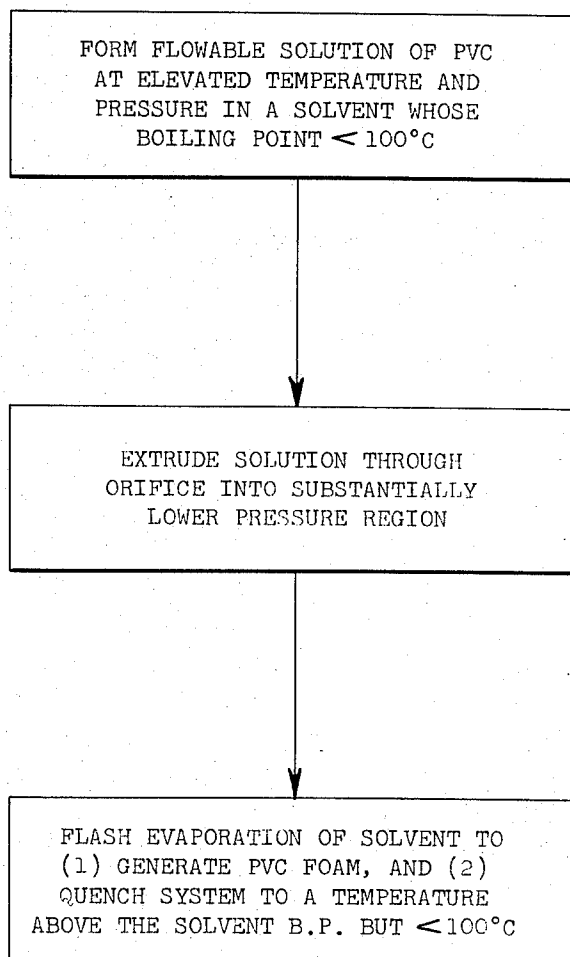 FORM FLOWABLE SOLUTION OF PVC
AT ELEVATED TEMPERATURE AND
PRESSURE IN A SOLVENT WHOSE
BOILING POINT < 100°C
EXTRUDE SOLUTION THROUGH
ORIFICE INTO SUBSTANTIALLY
LOWER PRESSURE REGION
FLASH EVAPORATION OF SOLVENT TO
(1) GENERATE PVC FOAM, AND (2)
QUENCH SYSTEM TO A TEMPERATURE
ABOVE THE SOLVENT B.P. BUT <100°C